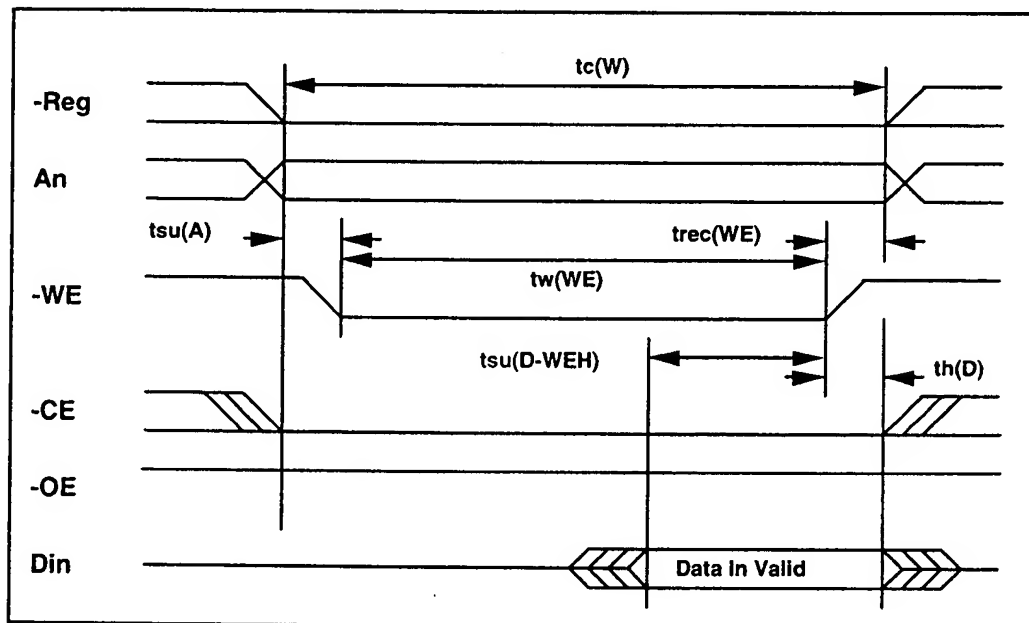 tc(W)
-Reg
An
tsu(A)
trec(WE)
tw(WE)
-WE
tsu(D-WEH)
th(D)
-CE
-OE
Din
Data in Valid